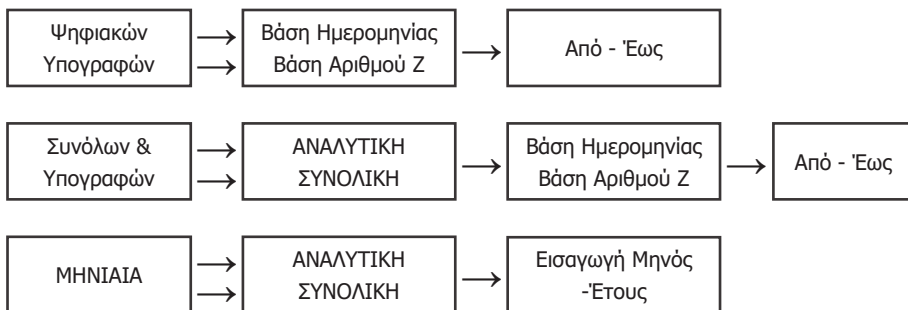 Ψηφιακών
Υπογραφών
Βάση Ημερομηνίας
Βάση Αριθμού Ζ
Από - Έως
Συνόλων &
Υπογραφών
ΑΝΑΛΥΤΙΚΗ
ΣΥΝΟΛΙΚΗ
Βάση Ημερομηνίας
Βάση Αριθμού Ζ
Από - Έως
ΜΗΝΙΑΙΑ
ΑΝΑΛΥΤΙΚΗ
ΣΥΝΟΛΙΚΗ
Εισαγωγή Μηνός
-Έτους